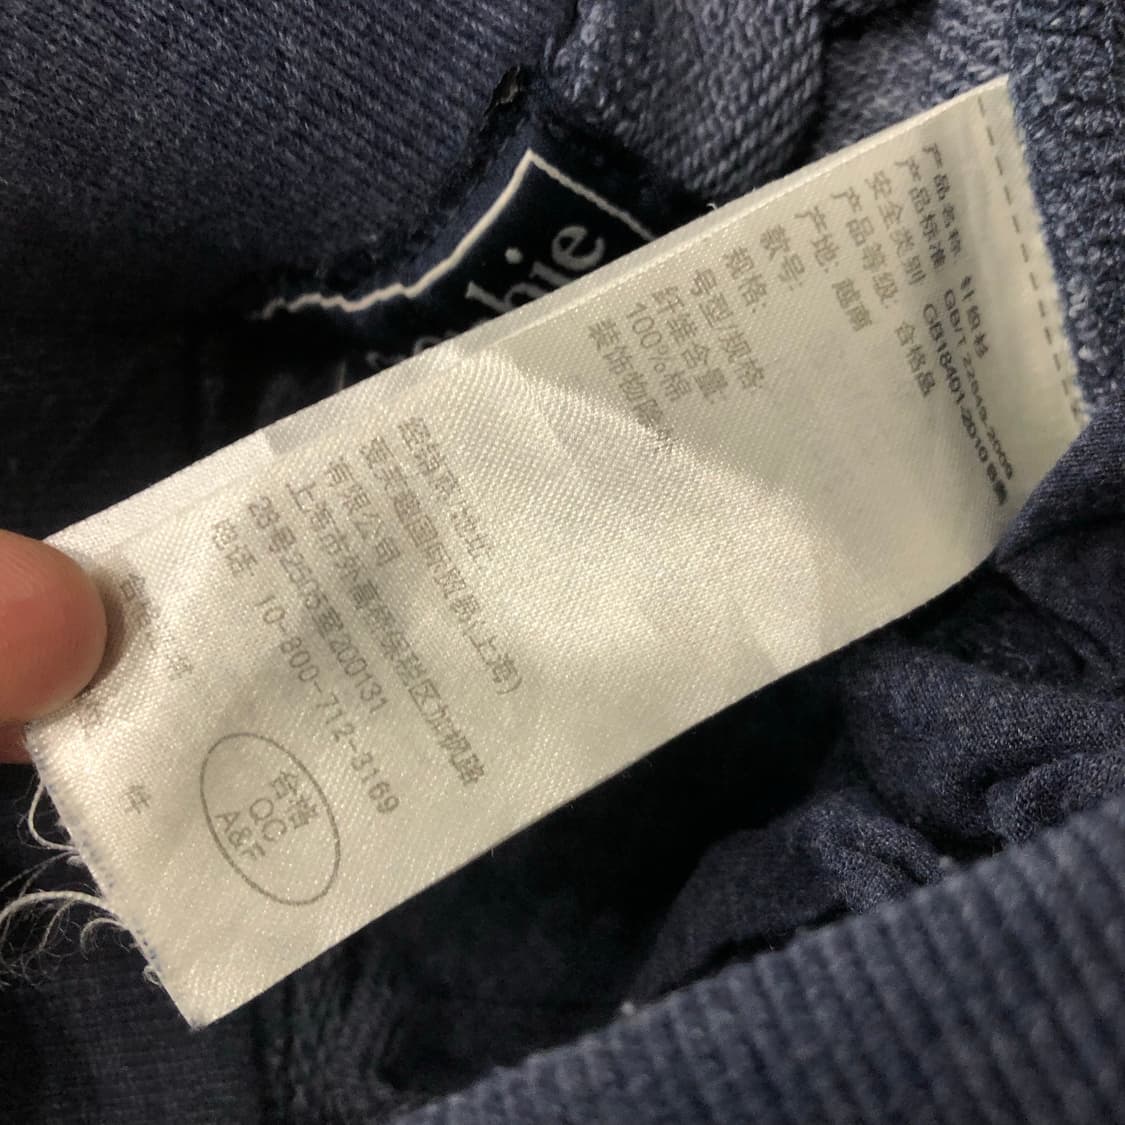 产品名称: 针织衫
产品标准: GB/T 22849-2009
安全类别 GB18401-2010 B类
产品等级: 合格品
产地: 越南
款号:
规格:
号型/规格
纤维含量:
100%棉
装饰物除外
经销商/地址:
国际贸易(上海)
有限公司
上海市外高桥保税区加枫路
28号2505室200131
电话: 10-800-712-3169
合格
QC
A&F
件